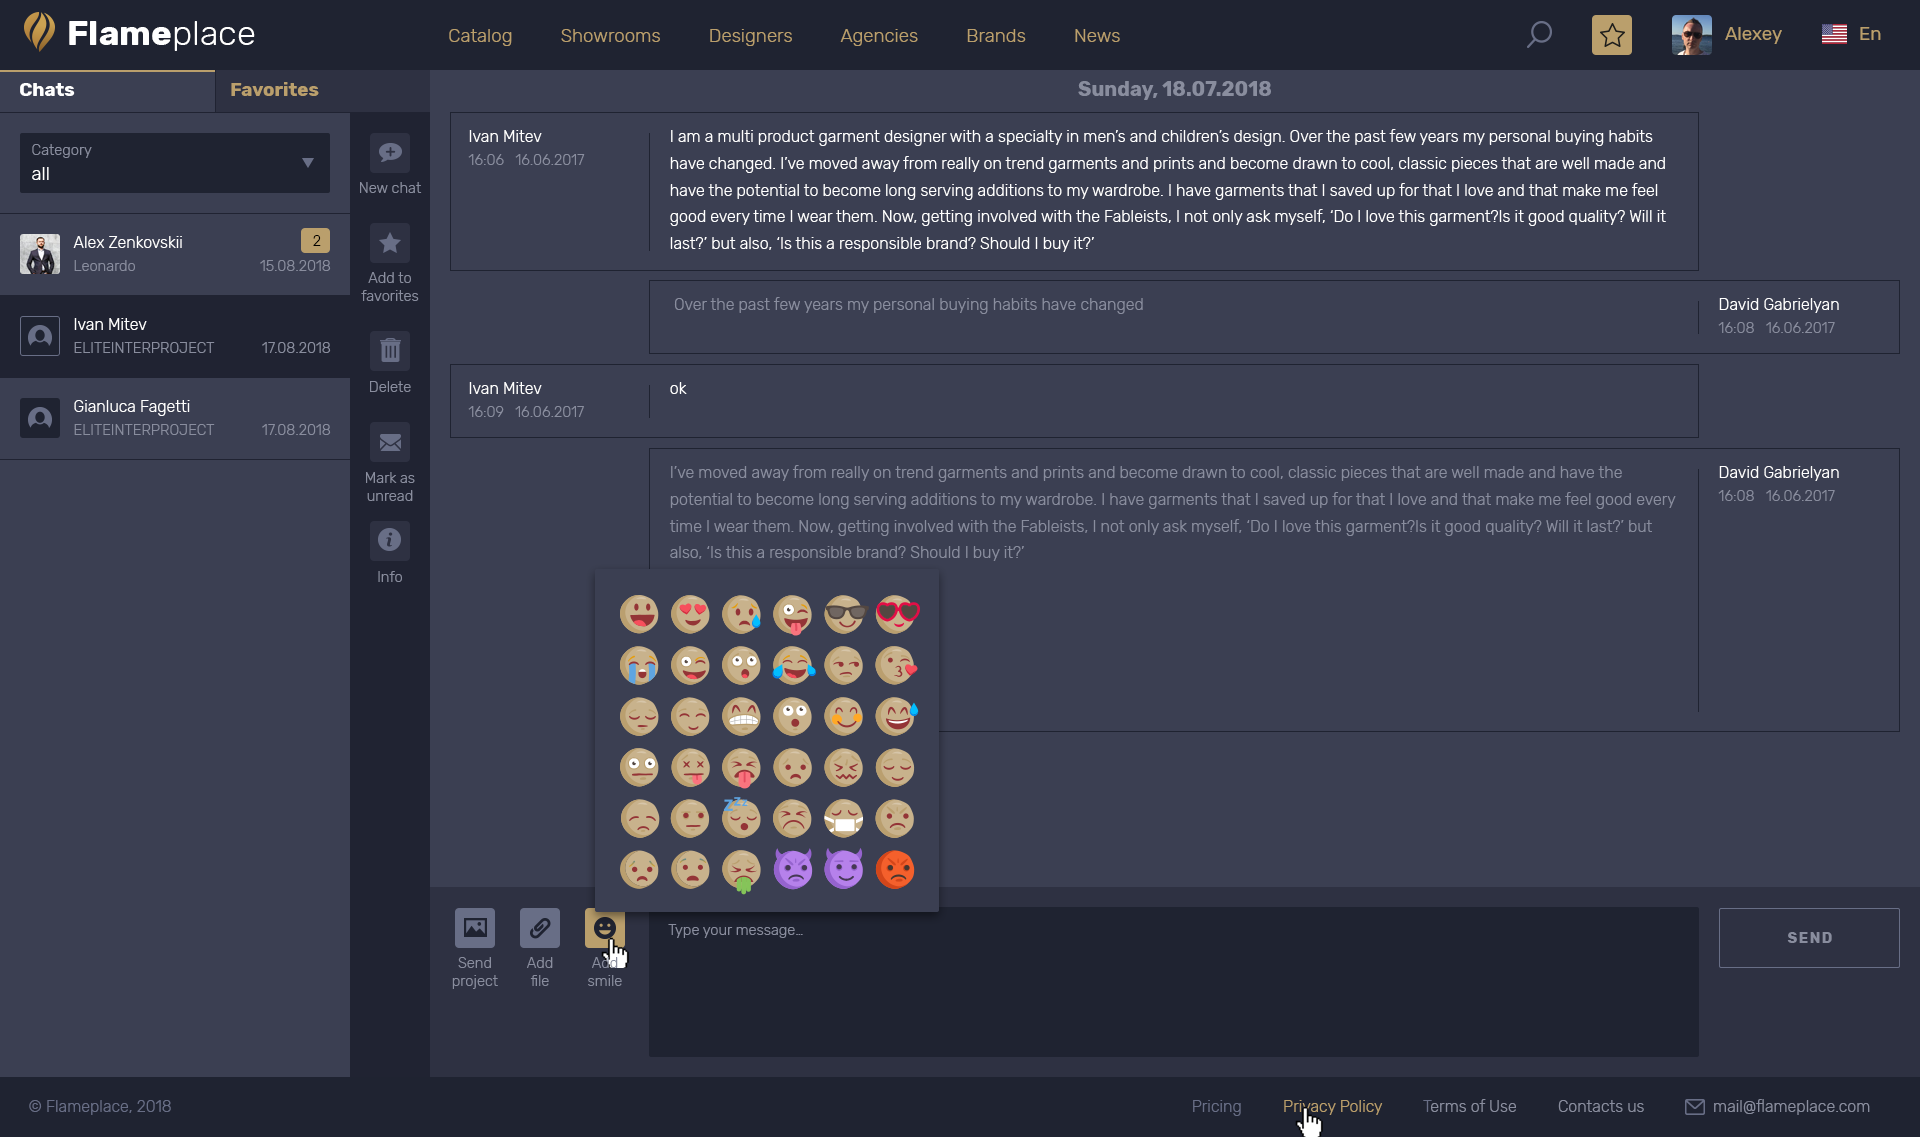 Flameplace
Catalog
Showrooms
Designers
Agencies
Brands
News
Alexey
En
Chats
Favorites
Category
all
Alex Zenkovskii
2
Leonardo
15.08.2018
Ivan Mitev
ELITEINTERPROJECT
17.08.2018
Gianluca Fagetti
ELITEINTERPROJECT
17.08.2018
New chat
Add to
favorites
Delete
Mark as
unread
Info
Sunday, 18.07.2018
Ivan Mitev
16:06 16.06.2017
I am a multi product garment designer with a specialty in men’s and children’s design. Over the past few years my personal buying habits
have changed. I’ve moved away from really on trend garments and prints and become drawn to cool, classic pieces that are well made and
have the potential to become long serving additions to my wardrobe. I have garments that I saved up for that I love and that make me feel
good every time I wear them. Now, getting involved with the Fableists, I not only ask myself, ‘Do I love this garment?Is it good quality? Will it
last?’ but also, ‘Is this a responsible brand? Should I buy it?’
Over the past few years my personal buying habits have changed
David Gabrielyan
16:08 16.06.2017
Ivan Mitev
16:09 16.06.2017
ok
I’ve moved away from really on trend garments and prints and become drawn to cool, classic pieces that are well made and have the
potential to become long serving additions to my wardrobe. I have garments that I saved up for that I love and that make me feel good every
time I wear them. Now, getting involved with the Fableists, I not only ask myself, ‘Do I love this garment?Is it good quality? Will it last?’ but
also, ‘Is this a responsible brand? Should I buy it?’
David Gabrielyan
16:08 16.06.2017
zzz
Send
project
Add
file
Add
smile
Type your message...
SEND
© Flameplace, 2018
Pricing
Privacy Policy
Terms of Use
Contacts us
mail@flameplace.com